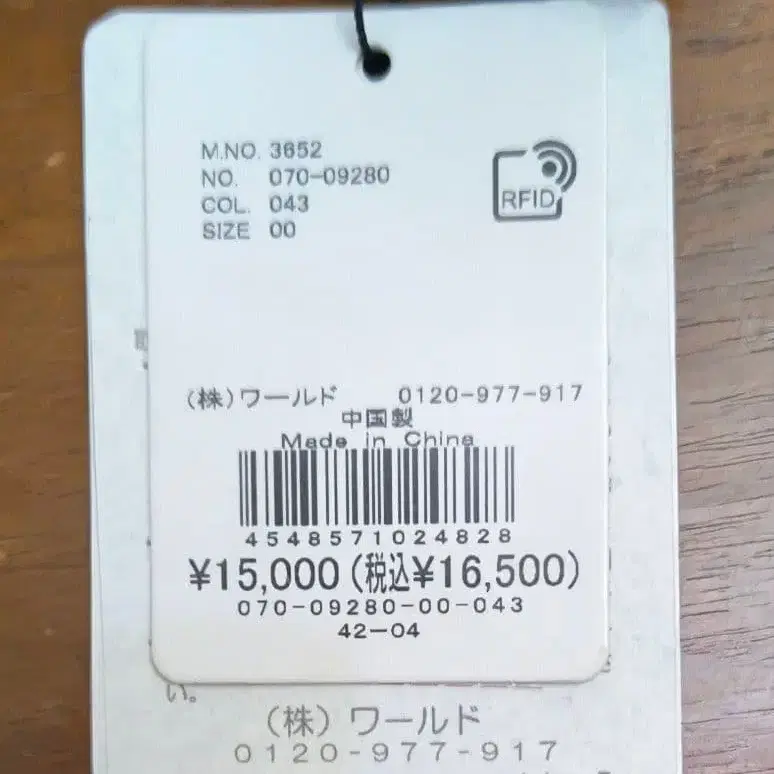 M.NO. 3652
NO. 070-09280
COL. 043
SIZE 00
RFID
(株)ワールド 0120-977-917
中国製
Made in China
4548571024828
¥15,000(税込¥16,500)
070-09280-00-043
42-04
い。
(株)ワールド
0120-977-917